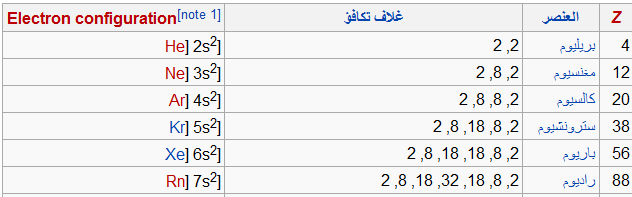 Z العنصر غلاف تكافؤ Electron configuration[note 1]
4 بريليوم 2, 2 [He] 2s²
12 مغنسيوم 2, 8, 2 [Ne] 3s²
20 كالسيوم 2, 8, 8, 2 [Ar] 4s²
38 سترونشيوم 2, 8, 18, 8, 2 [Kr] 5s²
56 باريوم 2, 8, 18, 18, 8, 2 [Xe] 6s²
88 راديوم 2, 8, 18, 32, 18, 8, 2 [Rn] 7s²